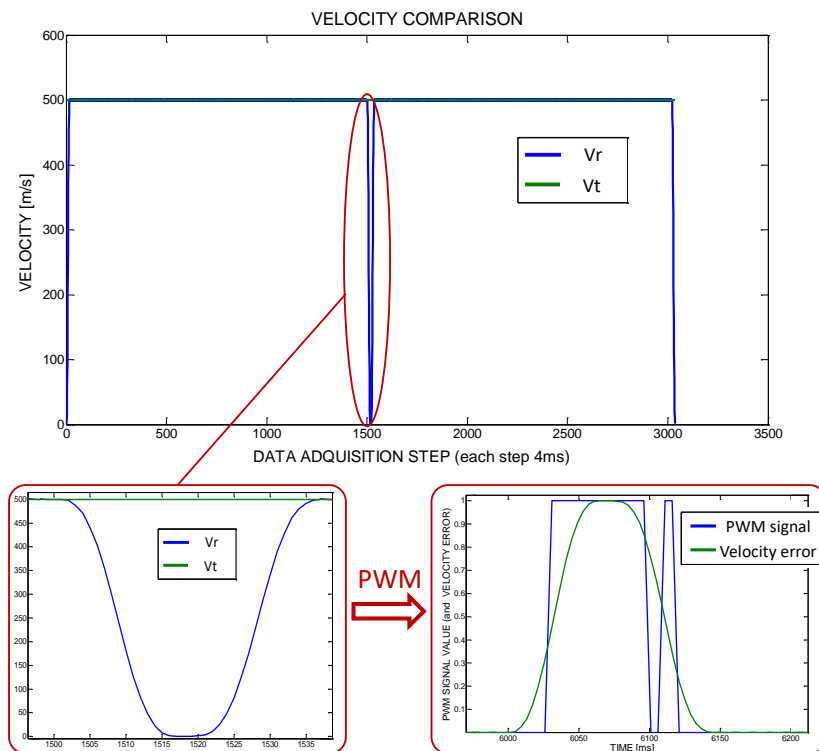 VELOCITY COMPARISON
600
500
400
300
200
100
0
VELOCITY [m/s]
Vr
Vt
0 500 1000 1500 2000 2500 3000 3500
DATA ADQUISITION STEP (each step 4ms)
500
450
400
350
300
250
200
150
100
50
0
Vr
Vt
1500 1505 1510 1515 1520 1525 1530 1535
PWM
PWM SIGNAL VALUE (and VELOCITY ERROR)
1
0.9
0.8
0.7
0.6
0.5
0.4
0.3
0.2
0.1
PWM signal
Velocity error
6000 6050 6100 6150 6200
TIME [ms]